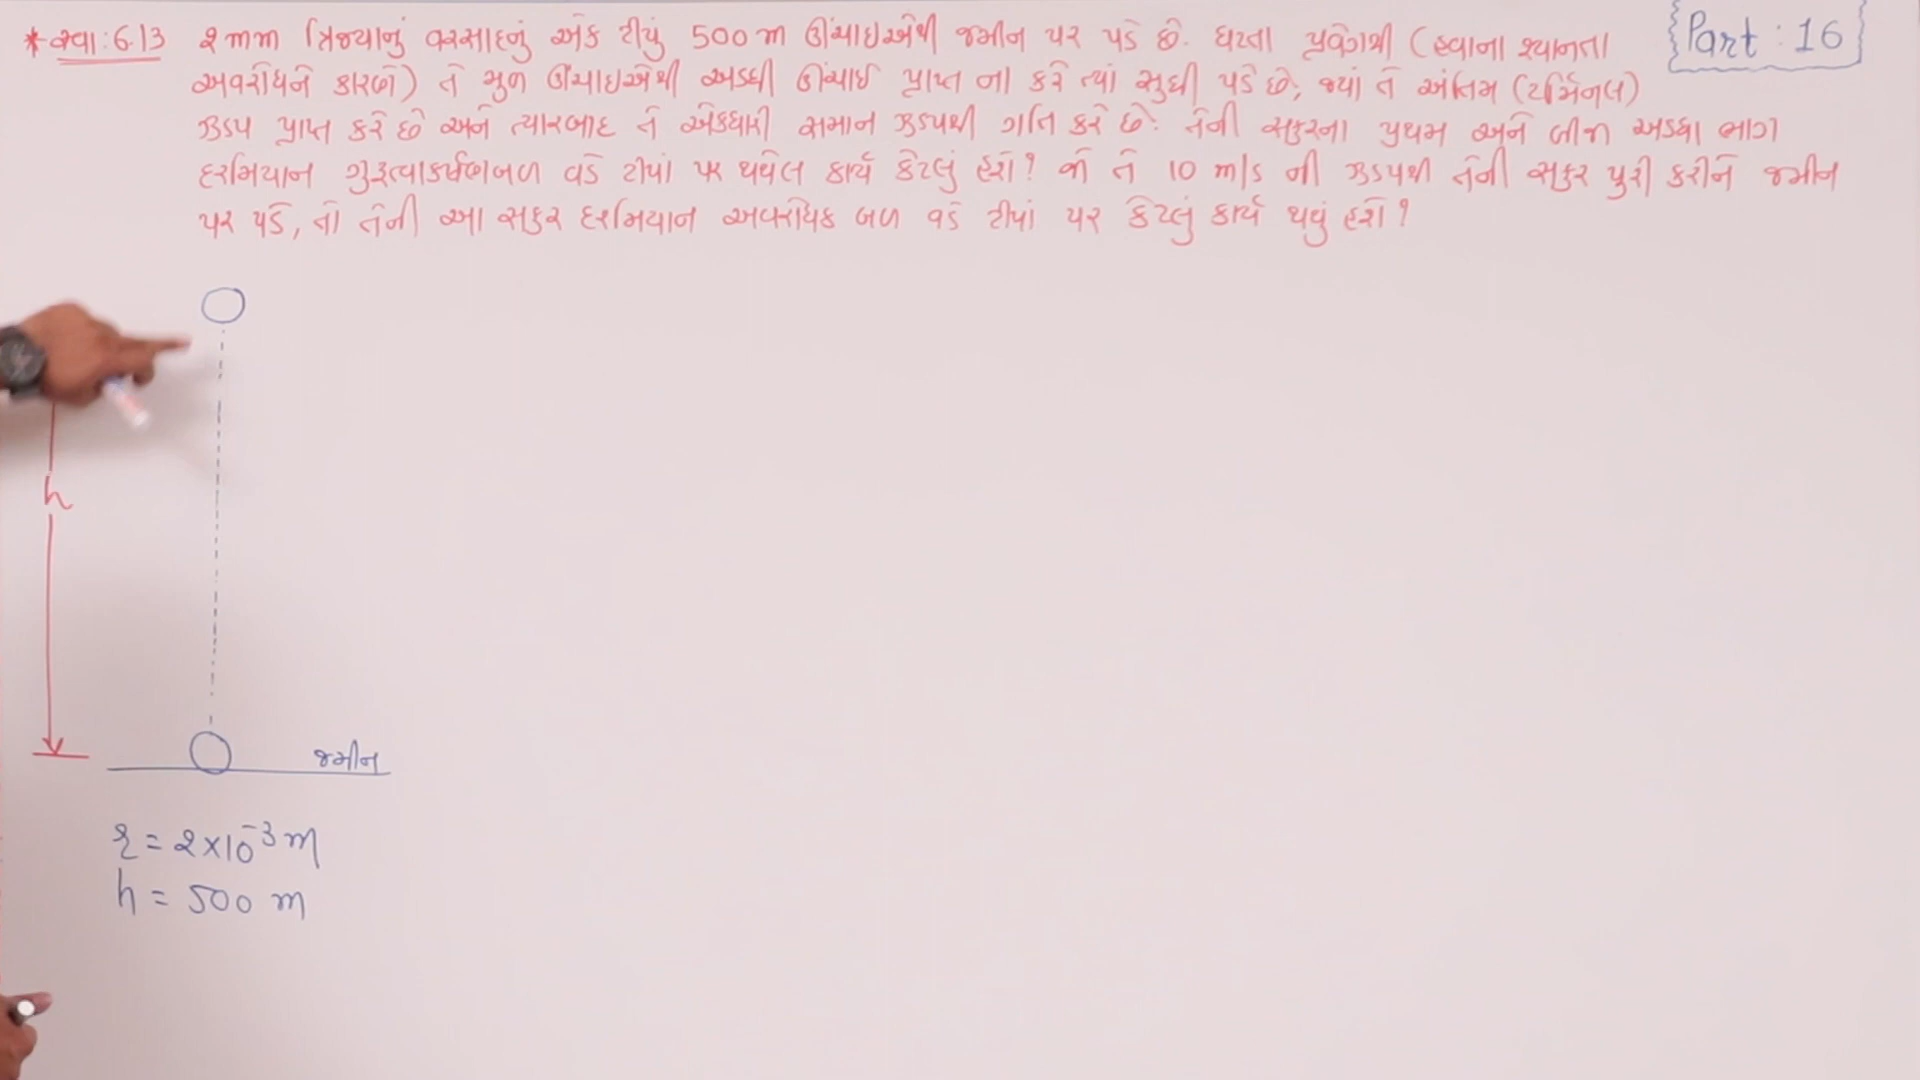 * સ્વા : 6.13 2 mm ત્રિજ્યાનું વરસાદનું એક ટીપું 500 m ઊંચાઇએથી જમીન પર પડે છે. ઘટતા પ્રવેગથી (હવાના શ્યાનતા
અવરોધને કારણે) તે મુળ ઊંચાઇએથી અડધી ઊંચાઈ પ્રાપ્ત ના કરે ત્યાં સુધી પડે છે, જ્યાં તે અંતિમ (ટર્મિનલ)
ઝડપ પ્રાપ્ત કરે છે અને ત્યારબાદ તે એકધારી સમાન ઝડપથી ગતિ કરે છે. તેની સફરના પ્રથમ અને બીજા અડધા ભાગ
દરમિયાન ગુરૂત્વાકર્ષણબળ વડે ટીપાં પર થયેલ કાર્ય કેટલું હશે? જો તે 10 m/s ની ઝડપથી તેની સફર પુરી કરીને જમીન
પર પડે, તો તેની આ સફર દરમિયાન અવરોધક બળ વડે ટીપાં પર કેટલું કાર્ય થયું હશે?
Part : 16
h
જમીન
r = 2×10⁻³ m
h = 500 m